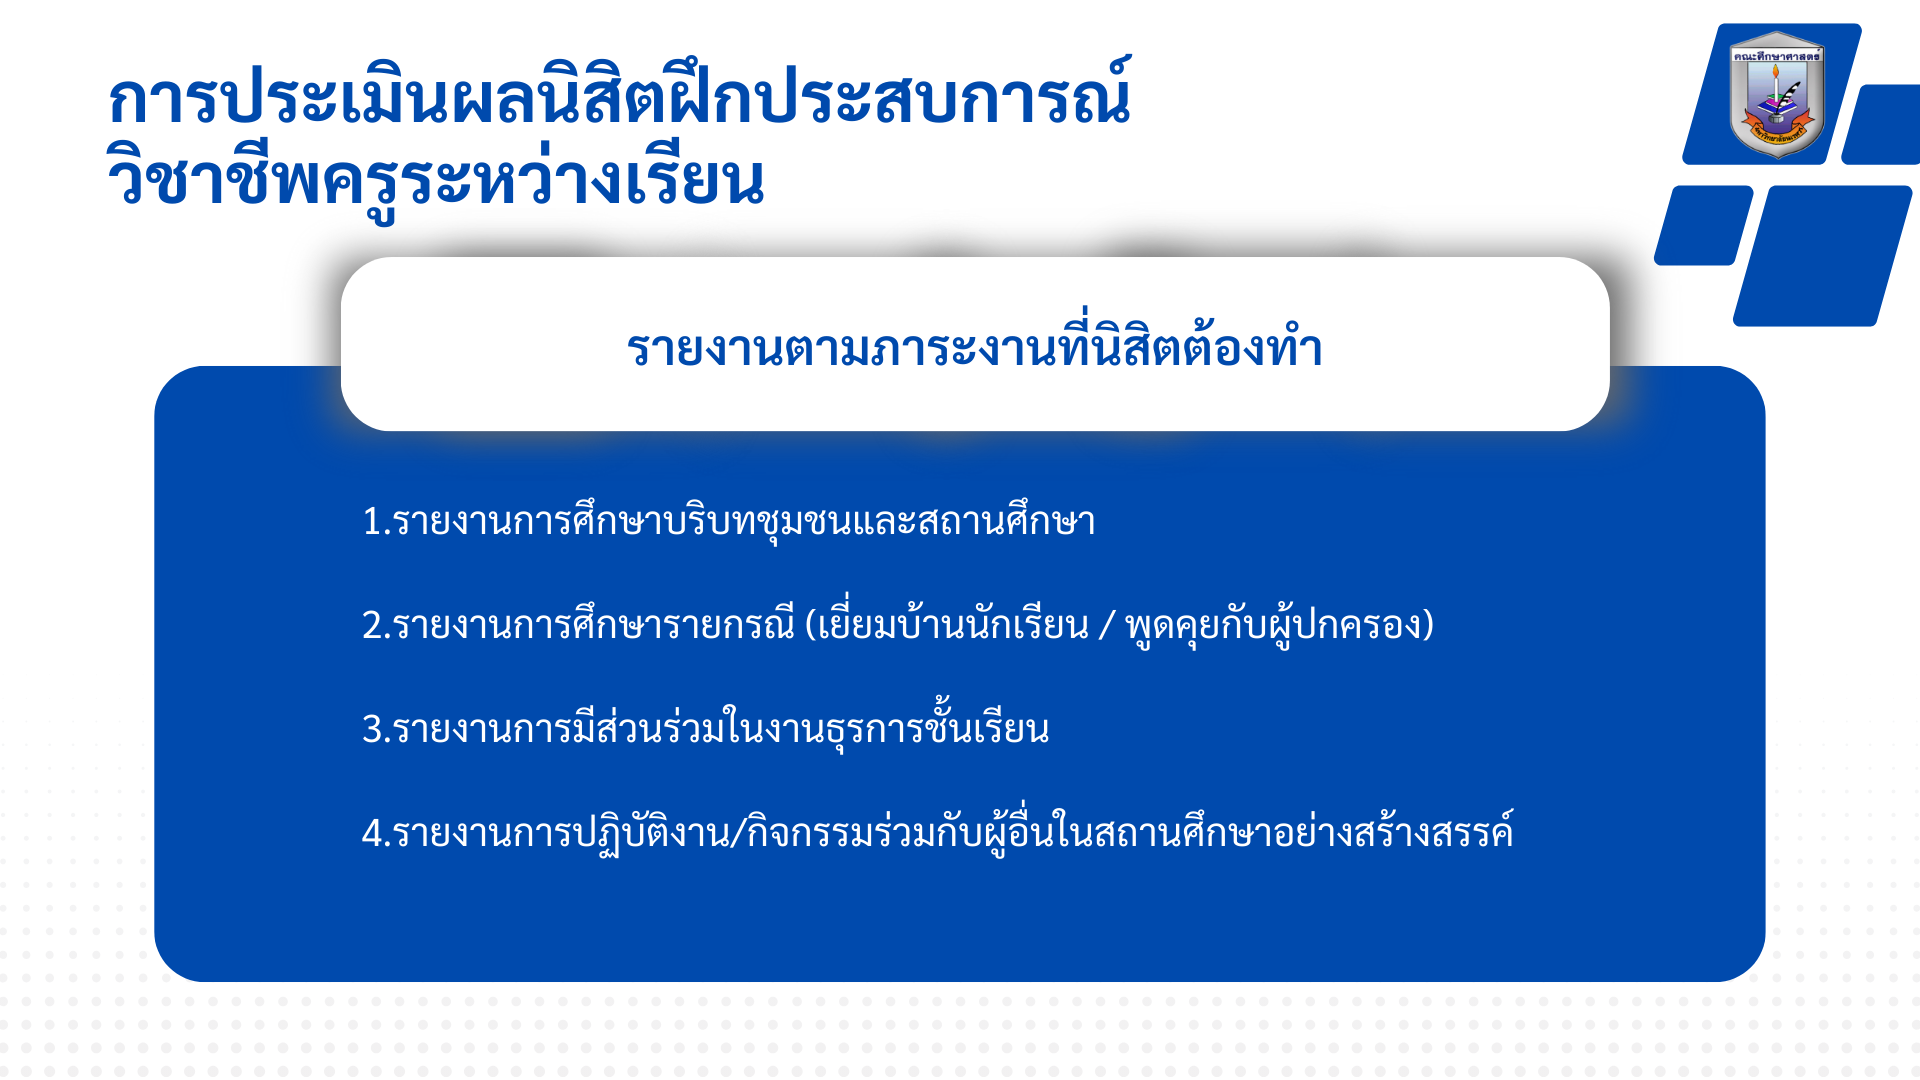 คณะศึกษาศาสตร์
การประเมินผลนิสิตฝึกประสบการณ์
วิชาชีพครูระหว่างเรียน
รายงานตามภาระงานที่นิสิตต้องทำ
1.รายงานการศึกษาบริบทชุมชนและสถานศึกษา
2.รายงานการศึกษารายกรณี (เยี่ยมบ้านนักเรียน / พูดคุยกับผู้ปกครอง)
3.รายงานการมีส่วนร่วมในงานธุรการชั้นเรียน
4.รายงานการปฏิบัติงาน/กิจกรรมร่วมกับผู้อื่นในสถานศึกษาอย่างสร้างสรรค์